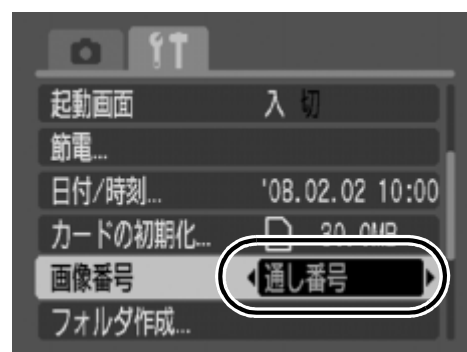 起動画面 入 切
節電...
日付/時刻... '08.02.02 10:00
カードの初期化... 30.0MB
画像番号 通し番号
フォルダ作成...